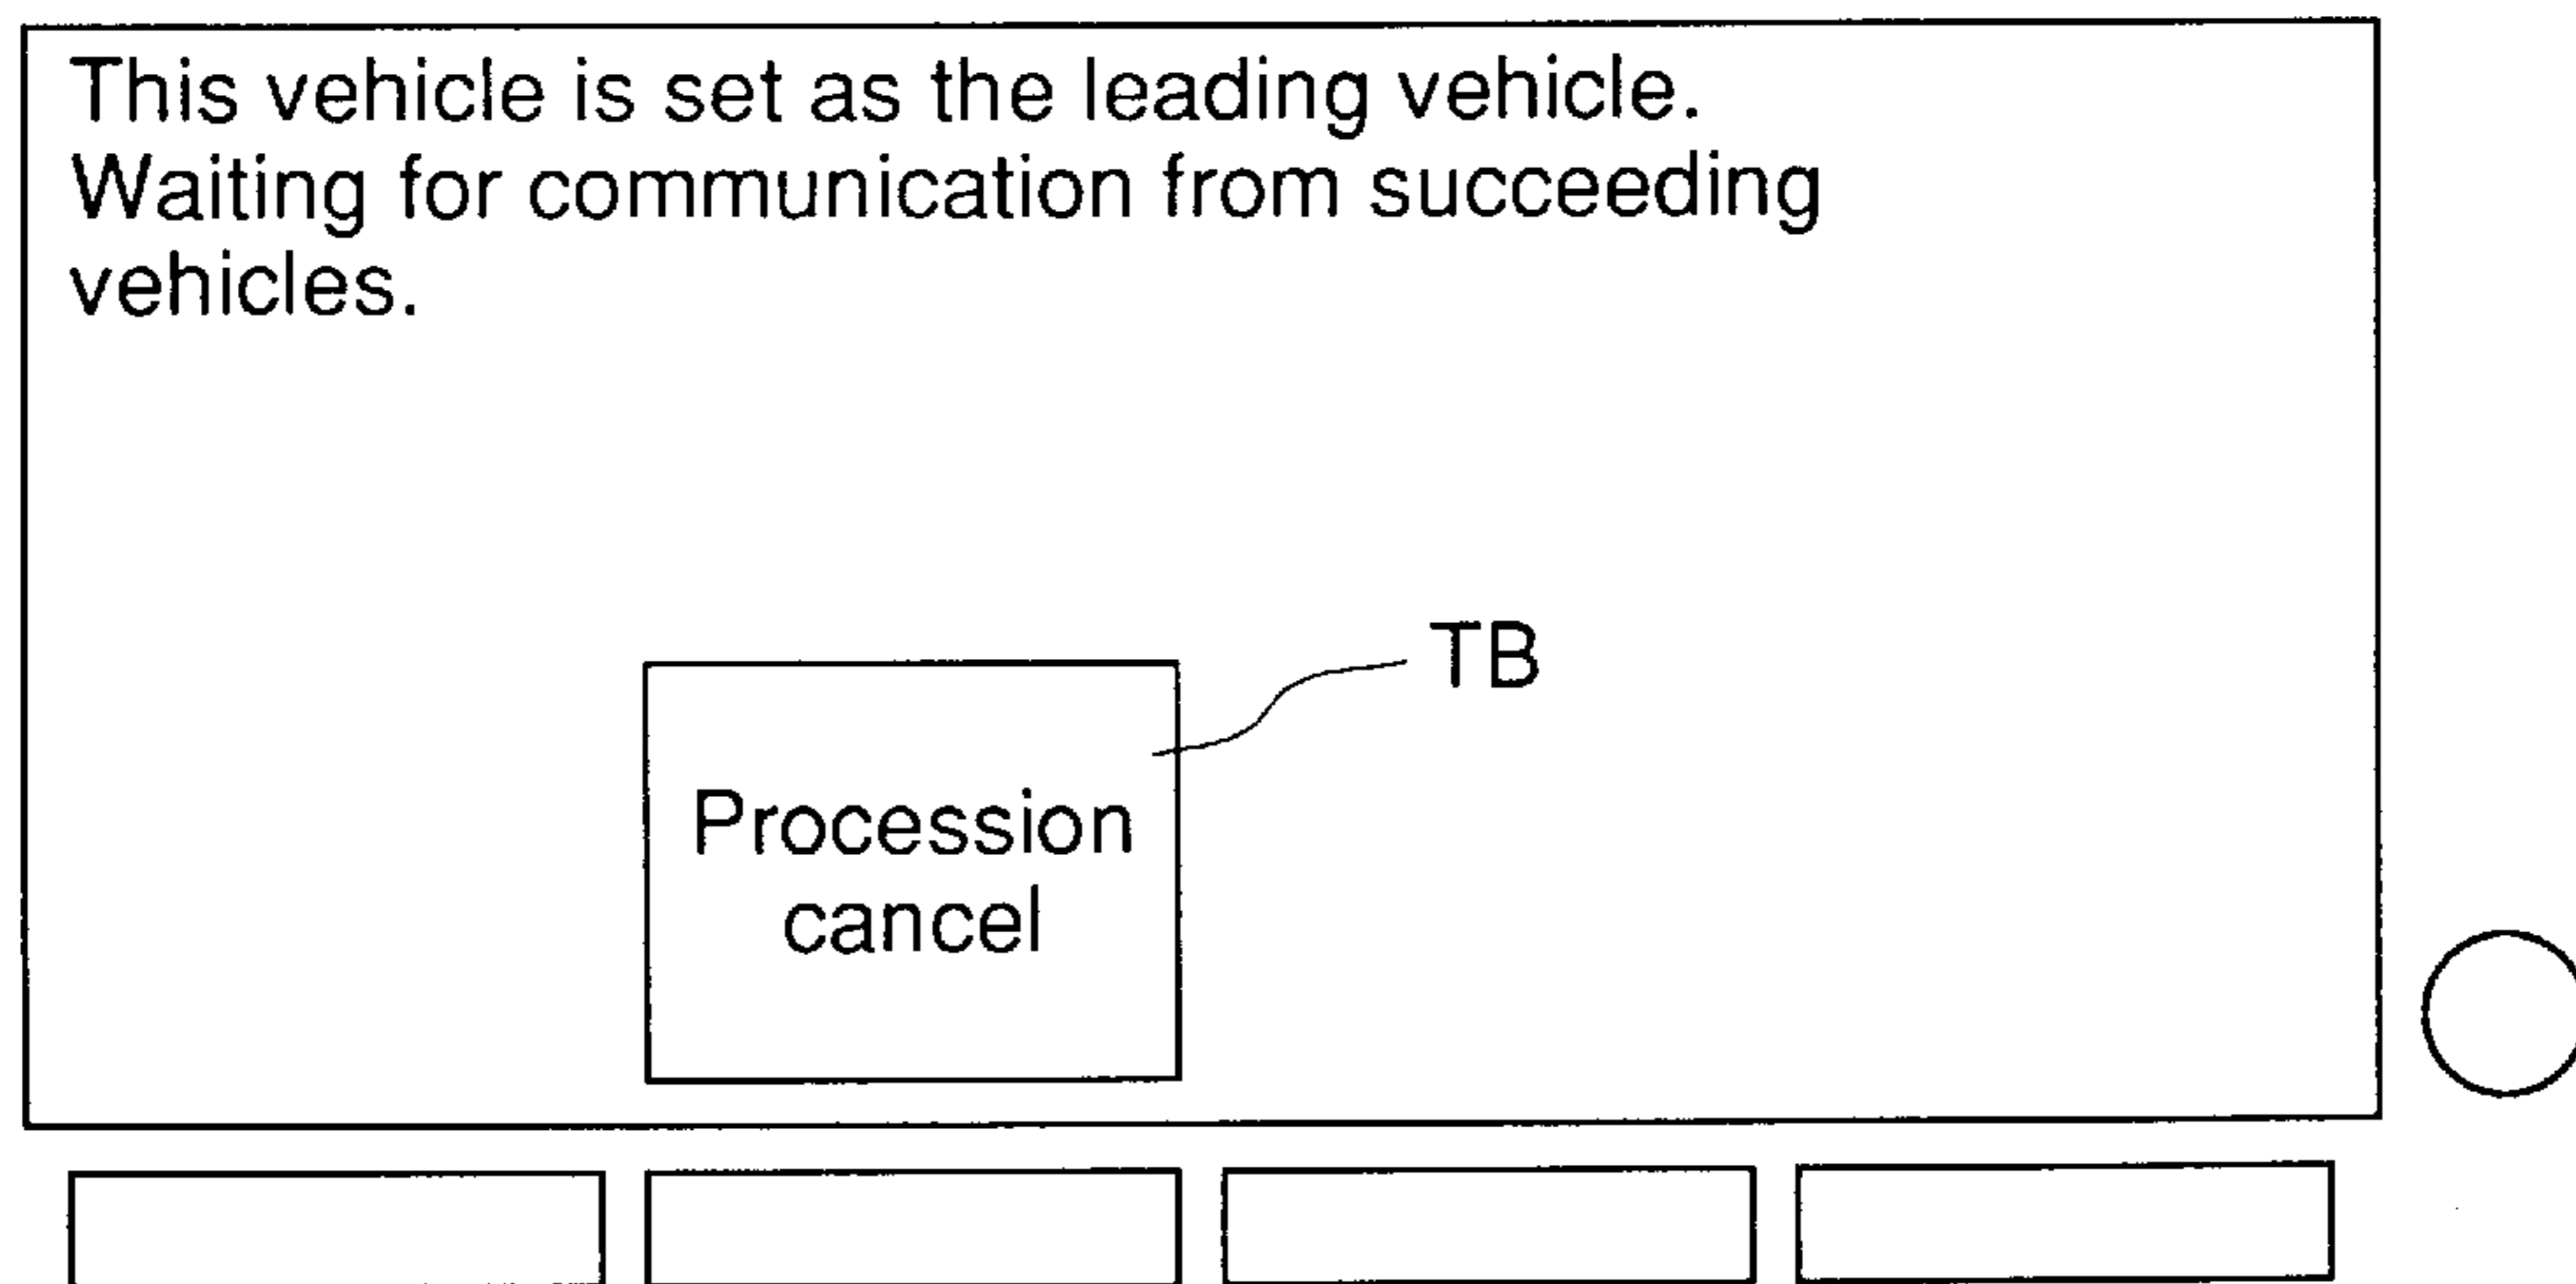 This vehicle is set as the leading vehicle.
Waiting for communication from succeeding
vehicles.
TB
Procession
cancel